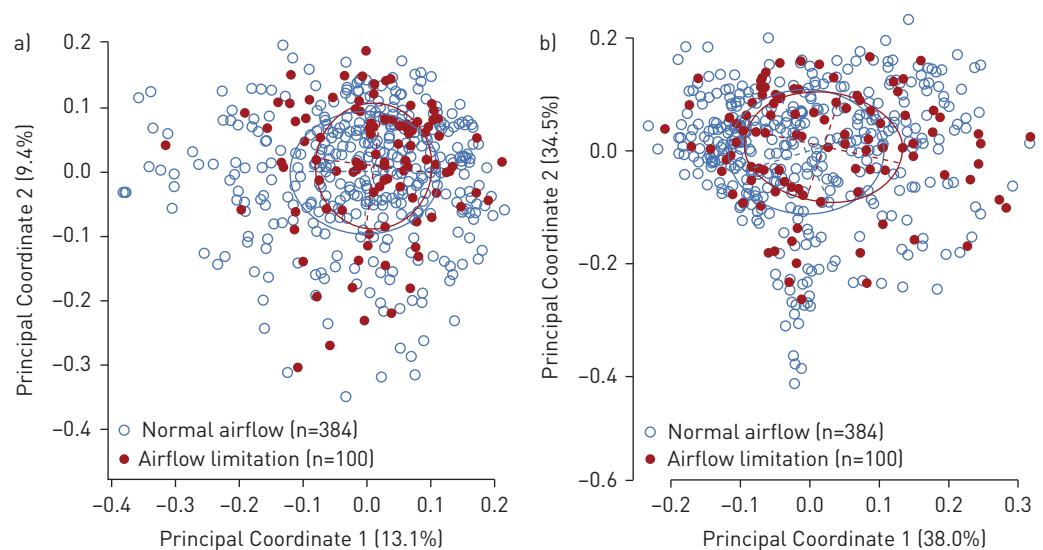 a)
0.2
0.1
0.0
−0.1
−0.2
−0.3
−0.4
Principal Coordinate 2 (9.4%)
Normal airflow (n=384)
Airflow limitation (n=100)
−0.4 −0.3 −0.2 −0.1 0.0 0.1 0.2
Principal Coordinate 1 (13.1%)
b)
0.2
0.0
−0.2
−0.4
−0.6
Principal Coordinate 2 (34.5%)
Normal airflow (n=384)
Airflow limitation (n=100)
−0.2 −0.1 0.0 0.1 0.2 0.3
Principal Coordinate 1 (38.0%)